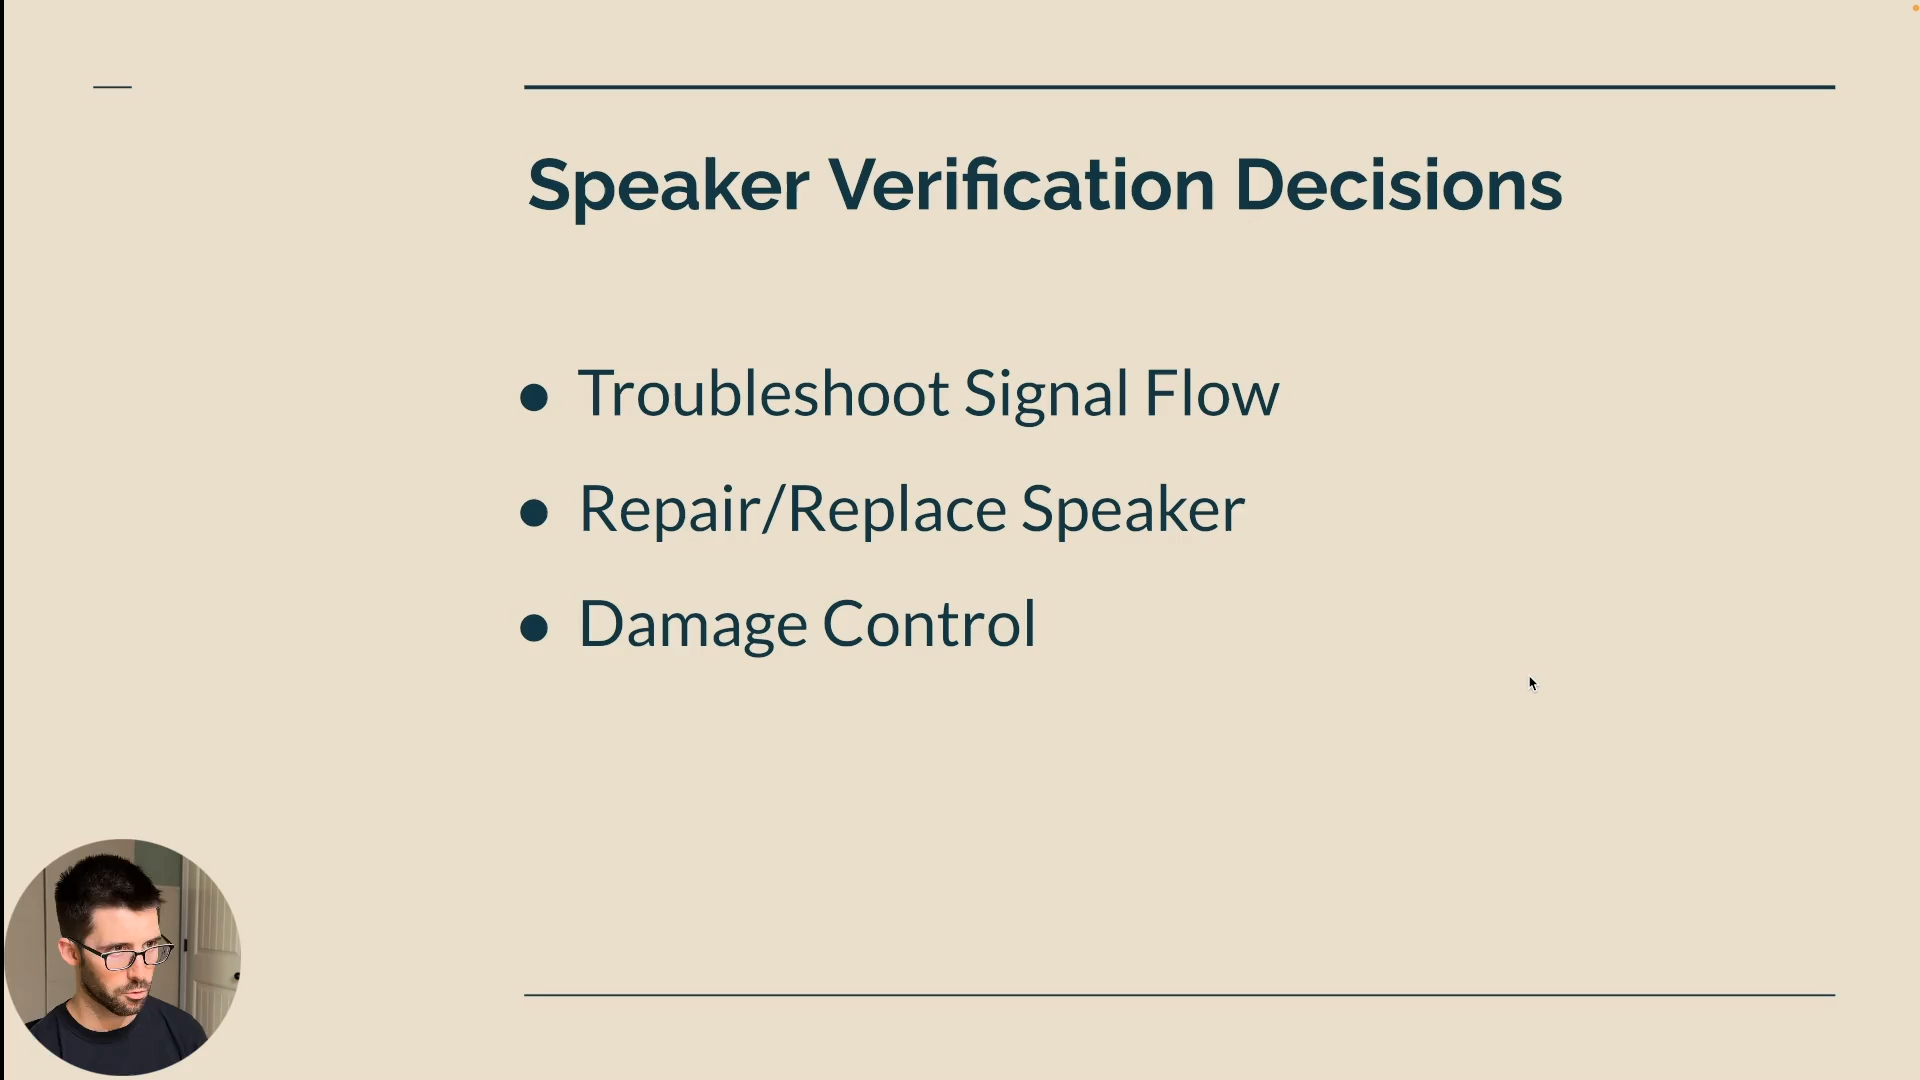 Speaker Verification Decisions
● Troubleshoot Signal Flow
● Repair/Replace Speaker
● Damage Control